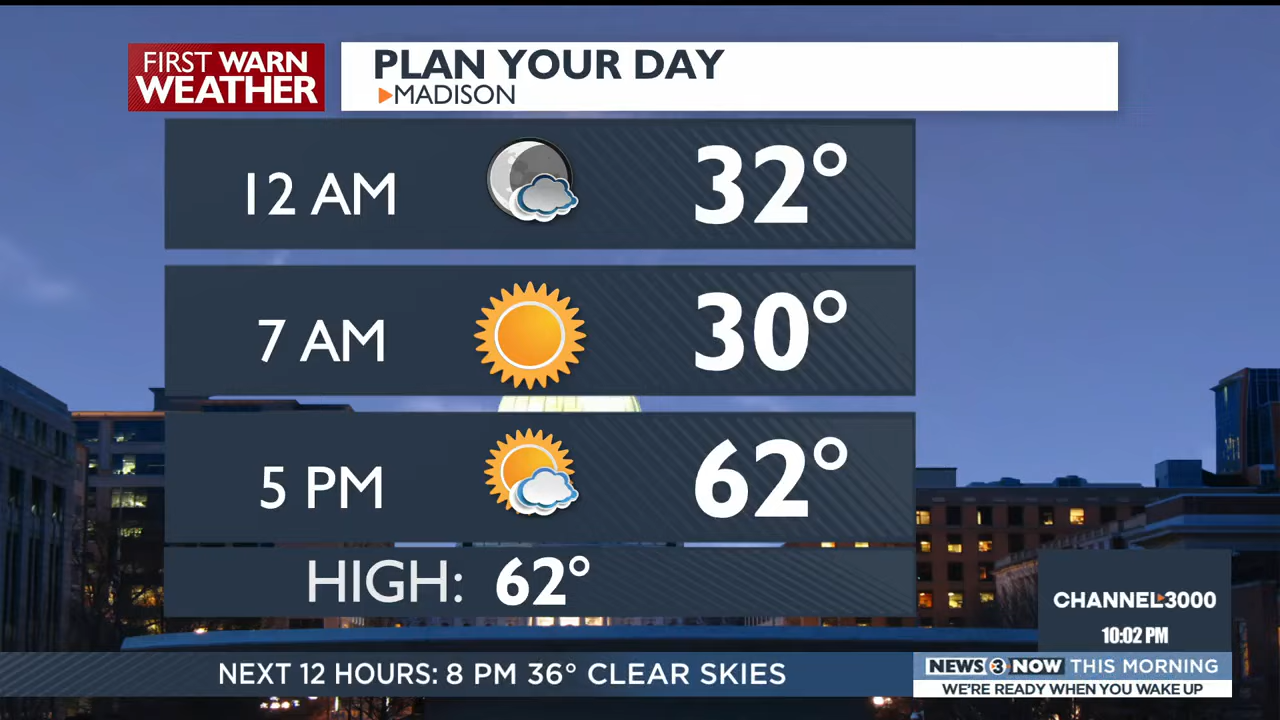 FIRST WARN
WEATHER
PLAN YOUR DAY
MADISON
12 AM
32°
7 AM
30°
5 PM
62°
HIGH: 62°
CHANNEL3000
10:02 PM
NEXT 12 HOURS: 8 PM 36° CLEAR SKIES
NEWS 3 NOW THIS MORNING
WE'RE READY WHEN YOU WAKE UP